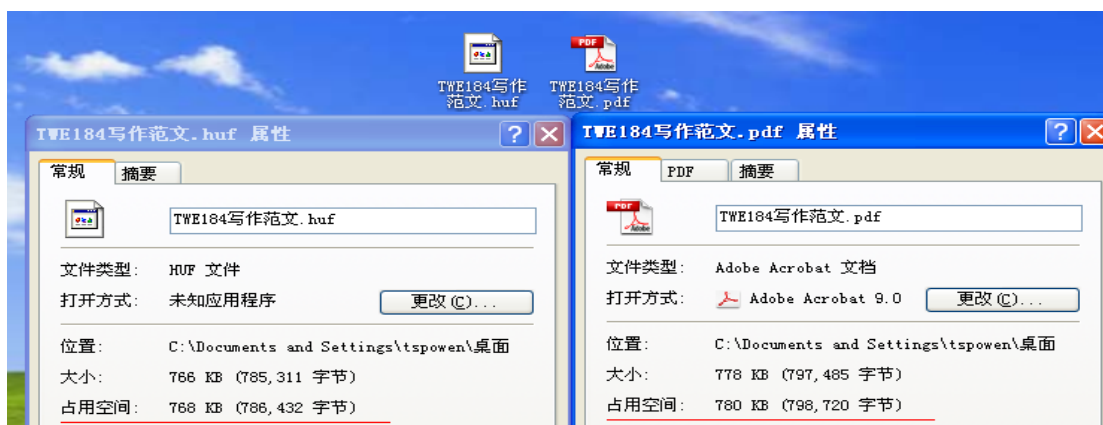 TWE184写作
范文.huf
TWE184写作
范文.pdf
TWE184写作范文.huf 属性
常规 摘要
TWE184写作范文.huf
文件类型: HUF 文件
打开方式: 未知应用程序 更改(C)...
位置: C:\Documents and Settings\tspowen\桌面
大小: 766 KB (785,311 字节)
占用空间: 768 KB (786,432 字节)
TWE184写作范文.pdf 属性
常规 PDF 摘要
PDF
Adobe
TWE184写作范文.pdf
文件类型: Adobe Acrobat 文档
打开方式: Adobe Acrobat 9.0 更改(C)...
位置: C:\Documents and Settings\tspowen\桌面
大小: 778 KB (797,485 字节)
占用空间: 780 KB (798,720 字节)